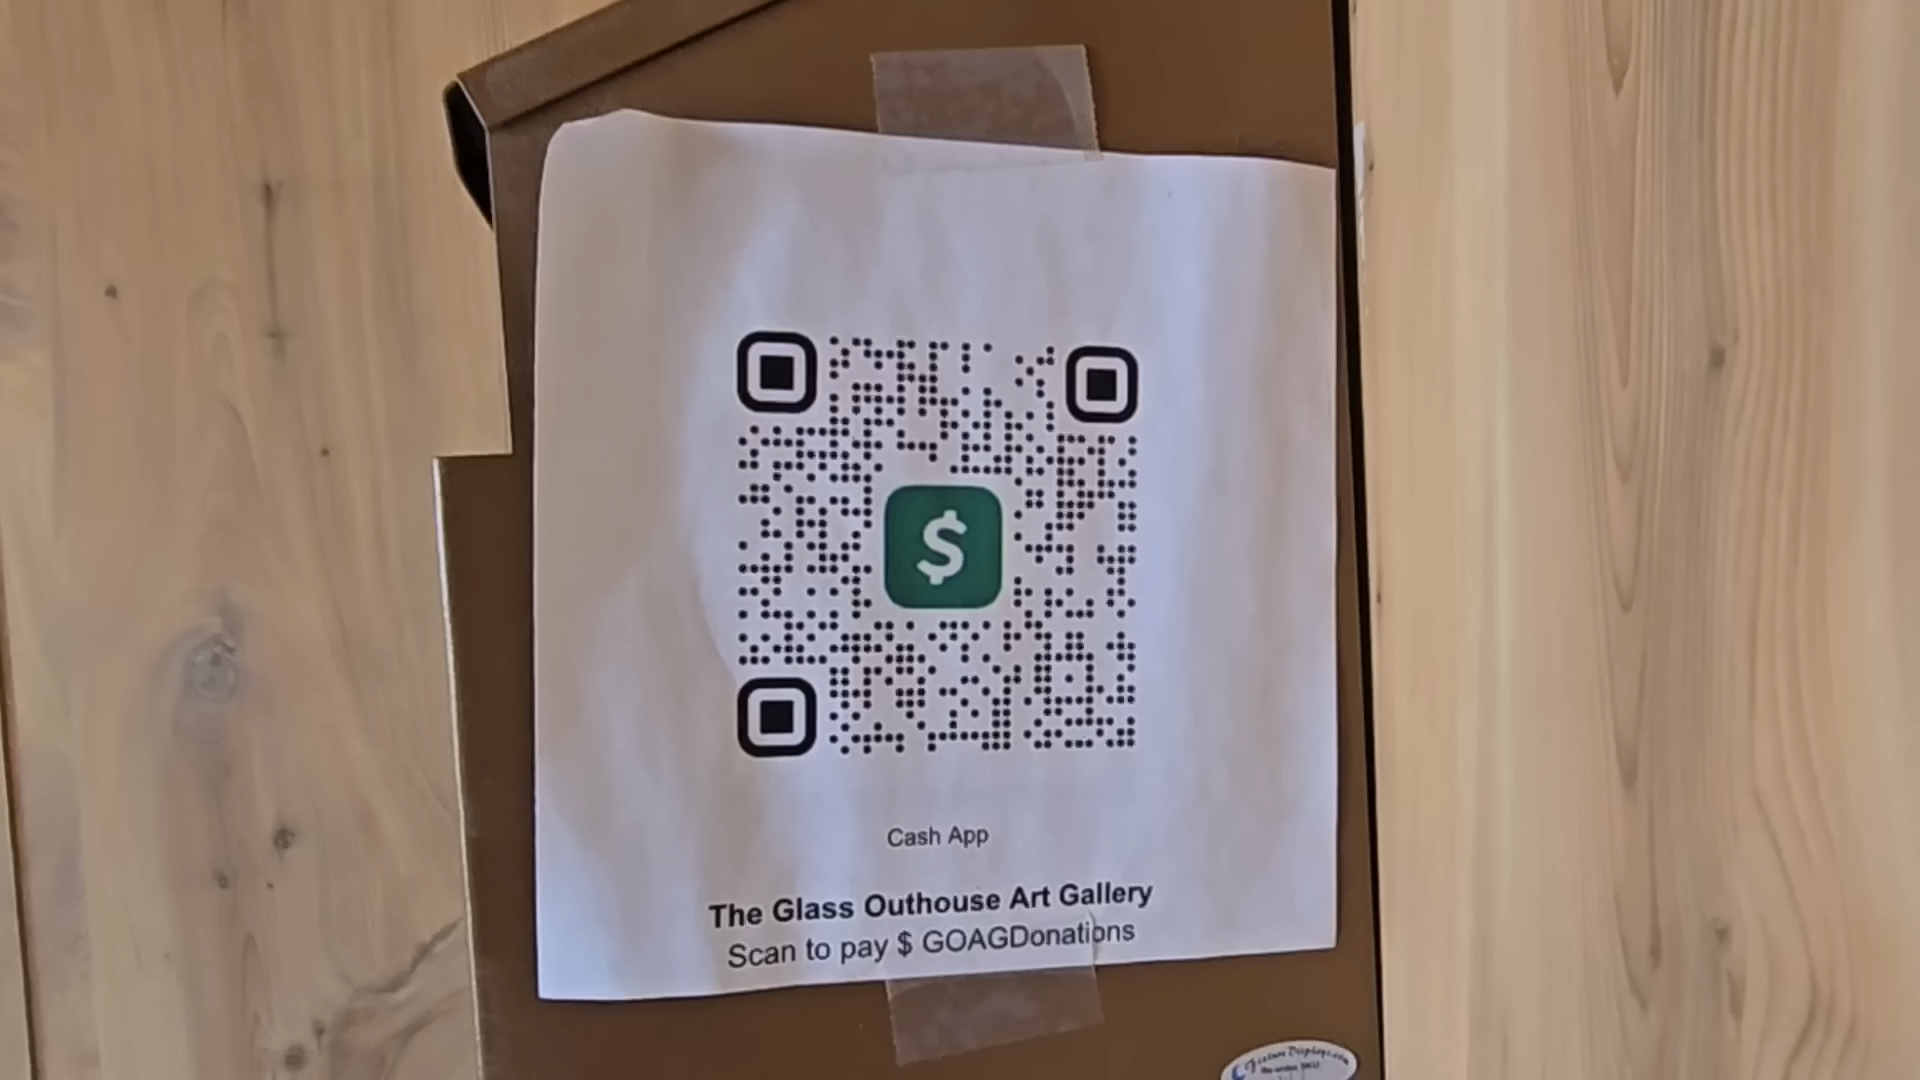 $
Cash App
The Glass Outhouse Art Gallery
Scan to pay $ GOAGDonations